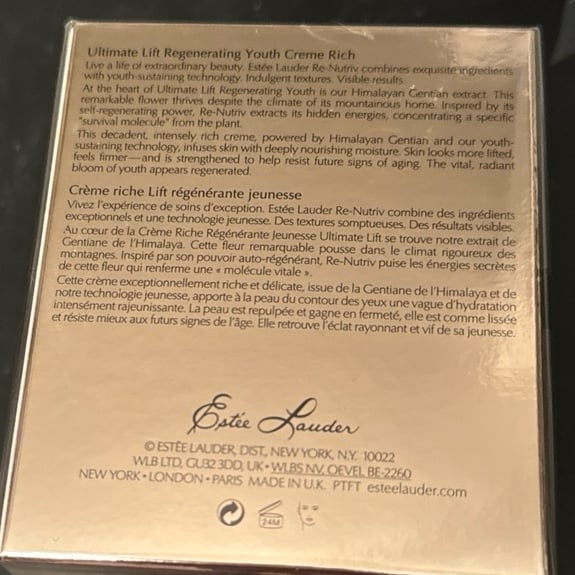 Ultimate Lift Regenerating Youth Creme Rich
Live a life of extraordinary beauty. Estée Lauder Re-Nutriv combines exquisite ingredients
with youth-sustaining technology. Indulgent textures. Visible results.
At the heart of Ultimate Lift Regenerating Youth is our Himalayan Gentian extract. This
remarkable flower thrives despite the climate of its mountainous home. Inspired by its
self-regenerating power, Re-Nutriv extracts its hidden energies, concentrating a specific
"survival molecule" from the plant.
This decadent, intensely rich creme, powered by Himalayan Gentian and our youth-
sustaining technology, infuses skin with deeply nourishing moisture. Skin looks more lifted,
feels firmer—and is strengthened to help resist future signs of aging. The vital, radiant
bloom of youth appears regenerated.
Crème riche Lift régénérante jeunesse
Vivez l'expérience de soins d'exception. Estée Lauder Re-Nutriv combine des ingrédients
exceptionnels et une technologie jeunesse. Des textures somptueuses. Des résultats visibles.
Au cœur de la Crème Riche Régénérante Jeunesse Ultimate Lift se trouve notre extrait de
Gentiane de l'Himalaya. Cette fleur remarquable pousse dans le climat rigoureux des
montagnes. Inspiré par son pouvoir auto-régénérant, Re-Nutriv puise les énergies secrètes
de cette fleur qui renferme une « molécule vitale ».
Cette crème exceptionnellement riche et délicate, issue de la Gentiane de l'Himalaya et de
notre technologie jeunesse, apporte à la peau du contour des yeux une vague d'hydratation
intensément rajeunissante. La peau est repulpée et gagne en fermeté, elle est comme lissée
et résiste mieux aux futurs signes de l'âge. Elle retrouve l'éclat rayonnant et vif de sa jeunesse.
Estée Lauder
© ESTÉE LAUDER, DIST, NEW YORK, N.Y. 10022
WLB LTD, GU32 3DD, UK • WLBS NV, OEVEL BE-2260
NEW YORK • LONDON • PARIS MADE IN U.K. PTFT esteelauder.com
24M